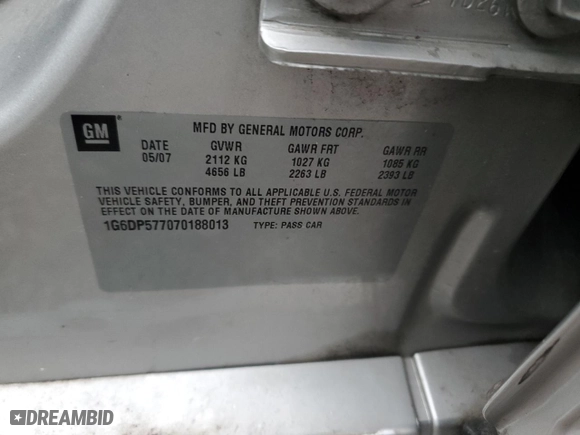 GM
MFD BY GENERAL MOTORS CORP.
DATE GVWR GAWR FRT GAWR RR
05/07 2112 KG 1027 KG 1085 KG
4656 LB 2263 LB 2393 LB
THIS VEHICLE CONFORMS TO ALL APPLICABLE U.S. FEDERAL MOTOR
VEHICLE SAFETY, BUMPER, AND THEFT PREVENTION STANDARDS IN
EFFECT ON THE DATE OF MANUFACTURE SHOWN ABOVE.
1G6DP577070188013 TYPE: PASS CAR
DREAMBID